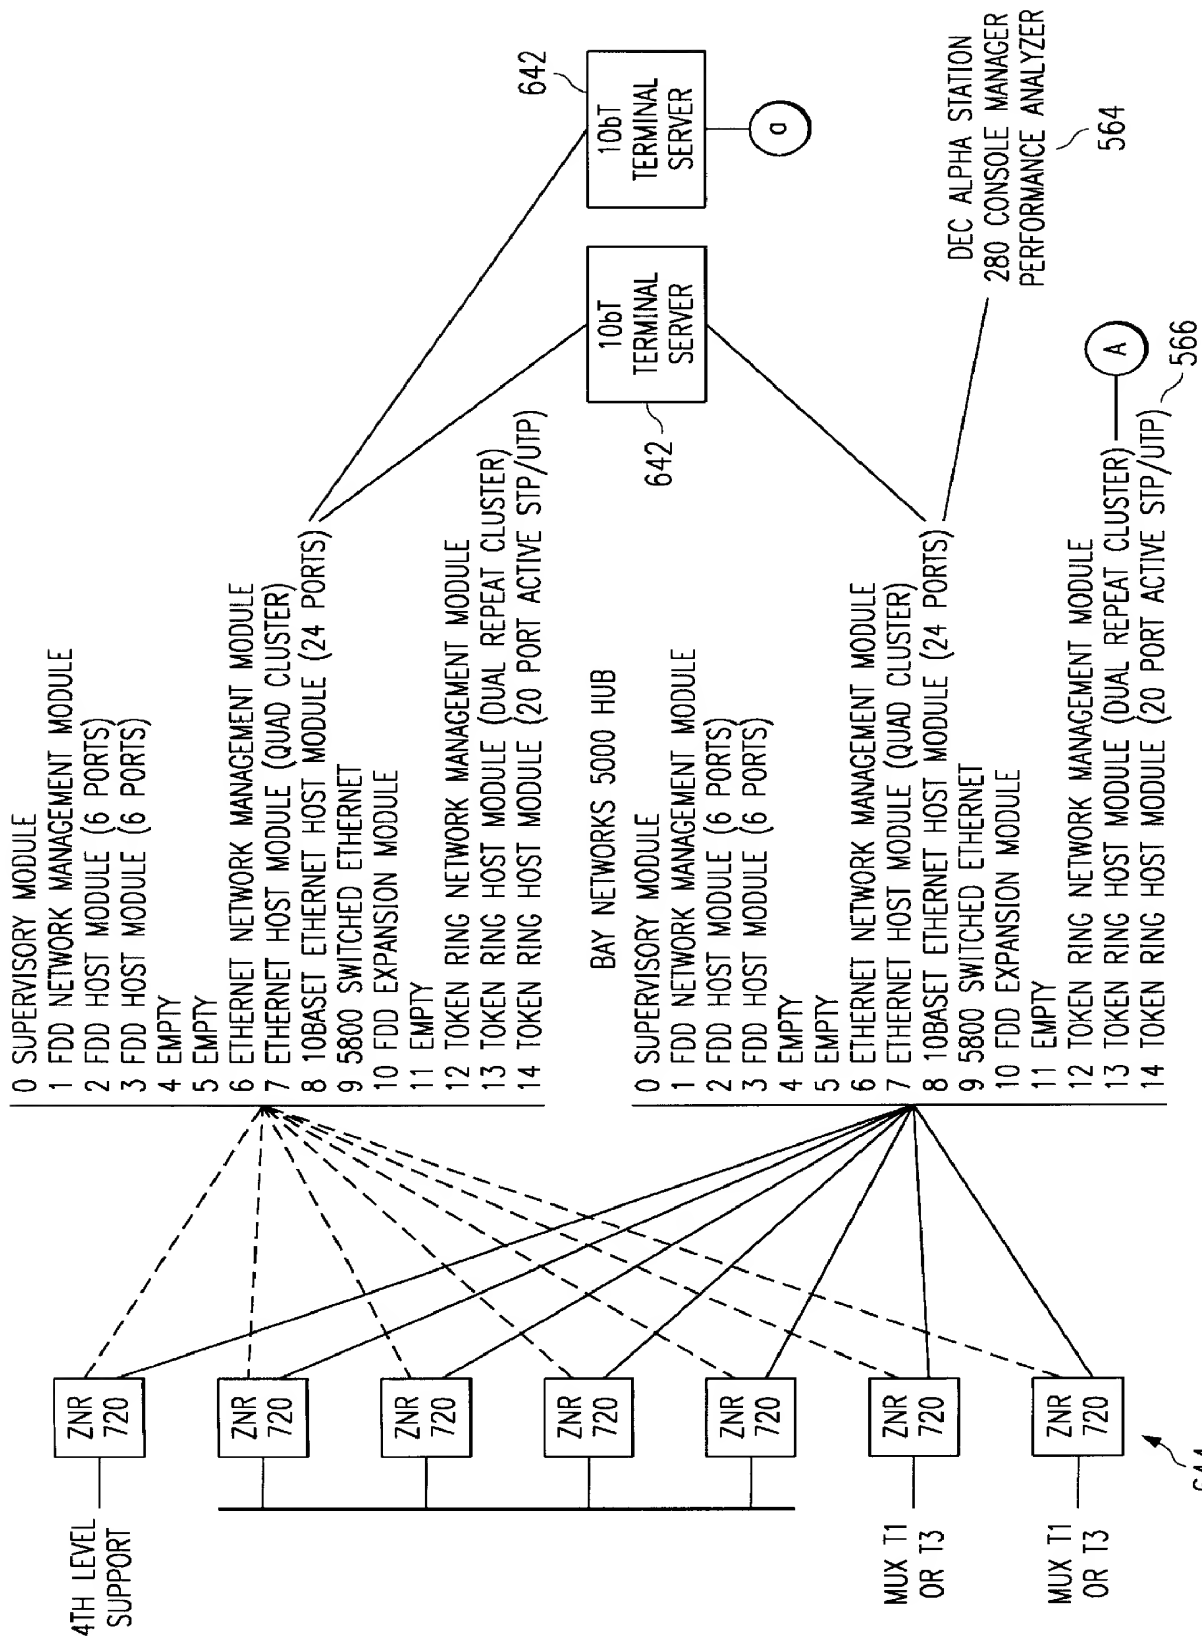 0 SUPERVISORY MODULE
1 FDD NETWORK MANAGEMENT MODULE
2 FDD HOST MODULE (6 PORTS)
3 FDD HOST MODULE (6 PORTS)
4 EMPTY
5 EMPTY
6 ETHERNET NETWORK MANAGEMENT MODULE
7 ETHERNET HOST MODULE (QUAD CLUSTER)
8 10BASET ETHERNET HOST MODULE (24 PORTS)
9 5800 SWITCHED ETHERNET
10 FDD EXPANSION MODULE
11 EMPTY
12 TOKEN RING NETWORK MANAGEMENT MODULE
13 TOKEN RING HOST MODULE (DUAL REPEAT CLUSTER)
14 TOKEN RING HOST MODULE (20 PORT ACTIVE STP/UTP)
BAY NETWORKS 5000 HUB
0 SUPERVISORY MODULE
1 FDD NETWORK MANAGEMENT MODULE
2 FDD HOST MODULE (6 PORTS)
3 FDD HOST MODULE (6 PORTS)
4 EMPTY
5 EMPTY
6 ETHERNET NETWORK MANAGEMENT MODULE
7 ETHERNET HOST MODULE (QUAD CLUSTER)
8 10BASET ETHERNET HOST MODULE (24 PORTS)
9 5800 SWITCHED ETHERNET
10 FDD EXPANSION MODULE
11 EMPTY
12 TOKEN RING NETWORK MANAGEMENT MODULE
13 TOKEN RING HOST MODULE (DUAL REPEAT CLUSTER)
14 TOKEN RING HOST MODULE (20 PORT ACTIVE STP/UTP)
566
A
642
10bT
TERMINAL
SERVER
642
10bT
TERMINAL
SERVER
a
DEC ALPHA STATION
280 CONSOLE MANAGER
PERFORMANCE ANALYZER
564
4TH LEVEL
SUPPORT
ZNR
720
ZNR
720
ZNR
720
ZNR
720
ZNR
720
MUX T1
OR T3
ZNR
720
MUX T1
OR T3
ZNR
720